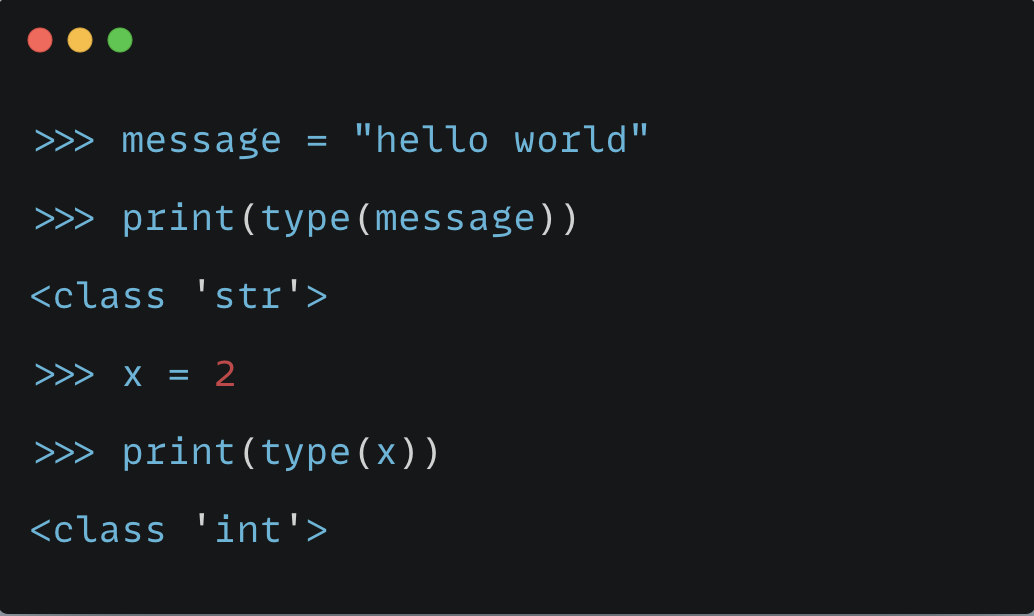 >>> message = "hello world"
>>> print(type(message))
<class 'str'>
>>> x = 2
>>> print(type(x))
<class 'int'>